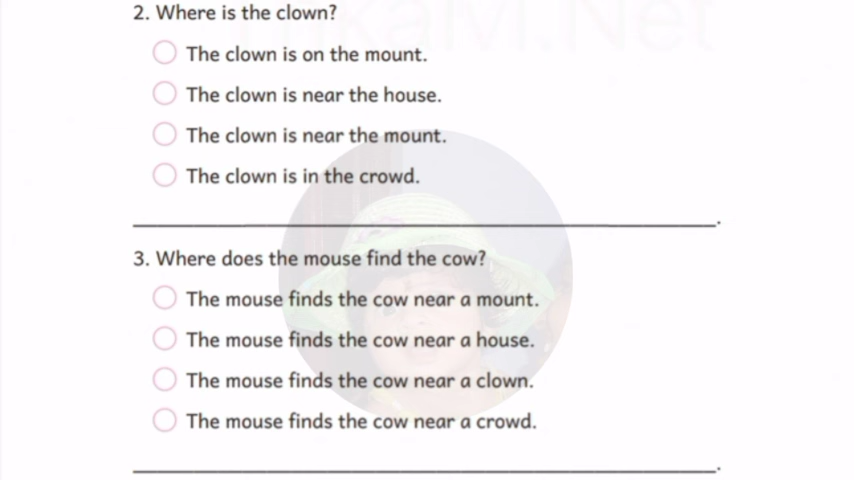 2. Where is the clown?
The clown is on the mount.
The clown is near the house.
The clown is near the mount.
The clown is in the crowd.
3. Where does the mouse find the cow?
The mouse finds the cow near a mount.
The mouse finds the cow near a house.
The mouse finds the cow near a clown.
The mouse finds the cow near a crowd.